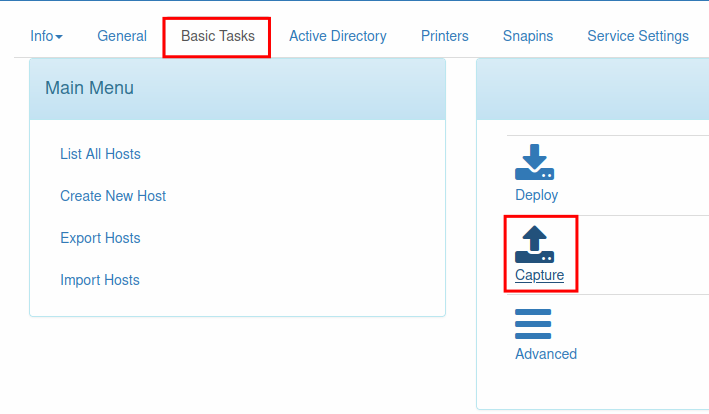 Info
General
Basic Tasks
Active Directory
Printers
Snapins
Service Settings
Main Menu
List All Hosts
Create New Host
Export Hosts
Import Hosts
Deploy
Capture
Advanced